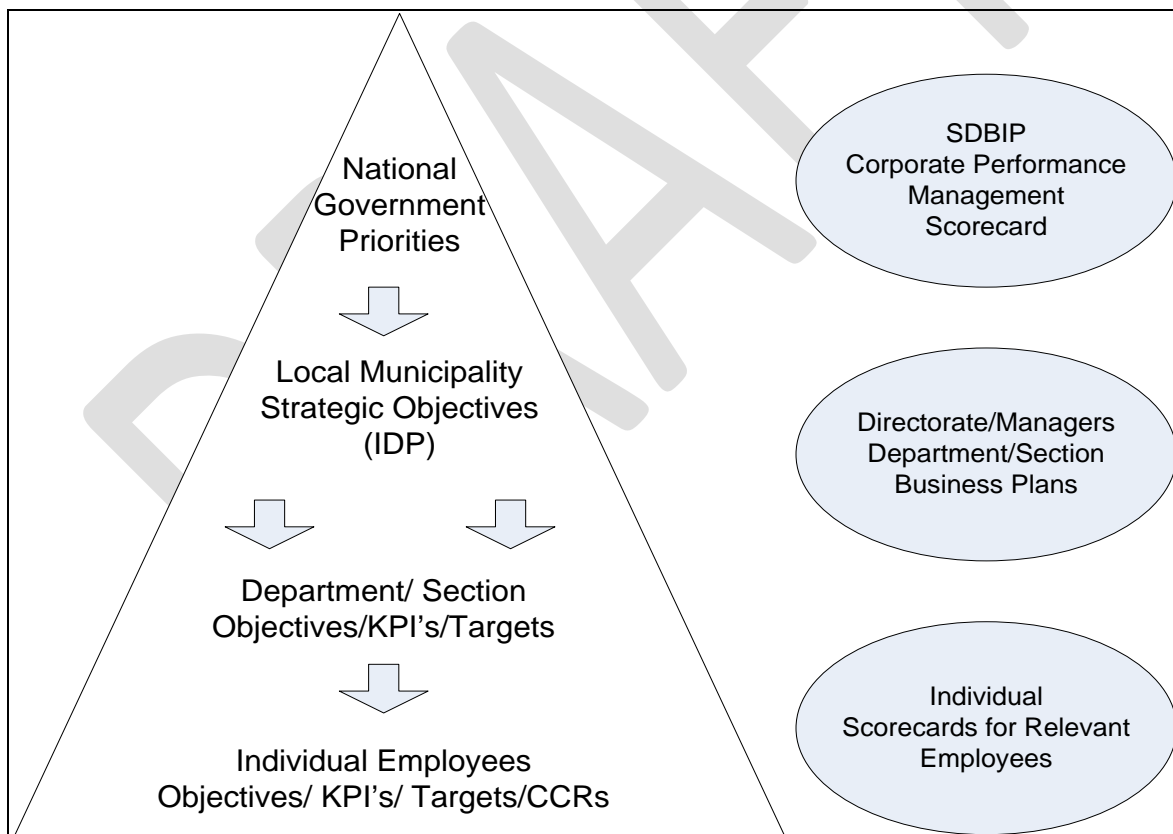 National
Government
Priorities
Local Municipality
Strategic Objectives
(IDP)
Department/ Section
Objectives/KPI's/Targets
Individual Employees
Objectives/ KPI's/ Targets/CCRs
SDBIP
Corporate Performance
Management
Scorecard
Directorate/Managers
Department/Section
Business Plans
Individual
Scorecards for Relevant
Employees
DRAFT